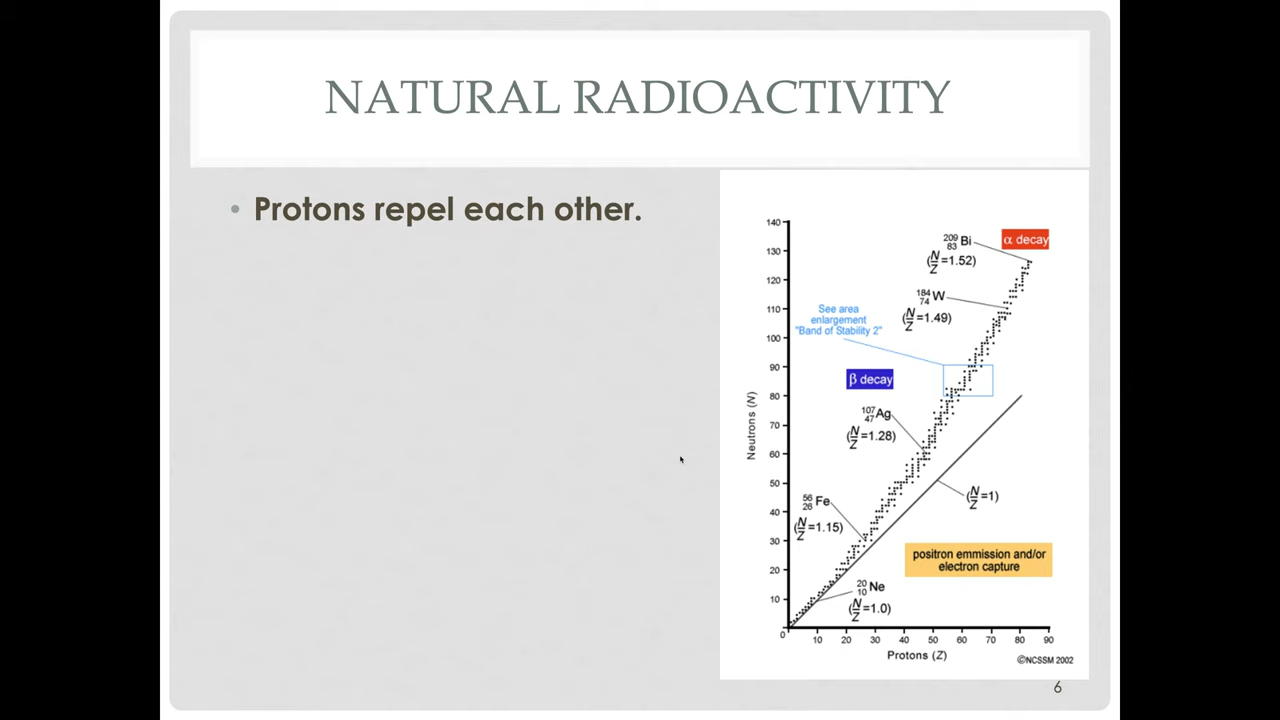 NATURAL RADIOACTIVITY
• Protons repel each other.
140
130
120
110
100
90
80
70
60
50
40
30
20
10
0
Neutrons (N)
209
83 Bi
(N/Z =1.52)
α decay
184
74 W
(N/Z =1.49)
See area
enlargement
"Band of Stability 2"
β decay
107
47 Ag
(N/Z =1.28)
56
26 Fe
(N/Z =1.15)
(N/Z =1)
positron emmission and/or
electron capture
20
10 Ne
(N/Z =1.0)
10 20 30 40 50 60 70 80 90
Protons (Z)
©NCSSM 2002
6